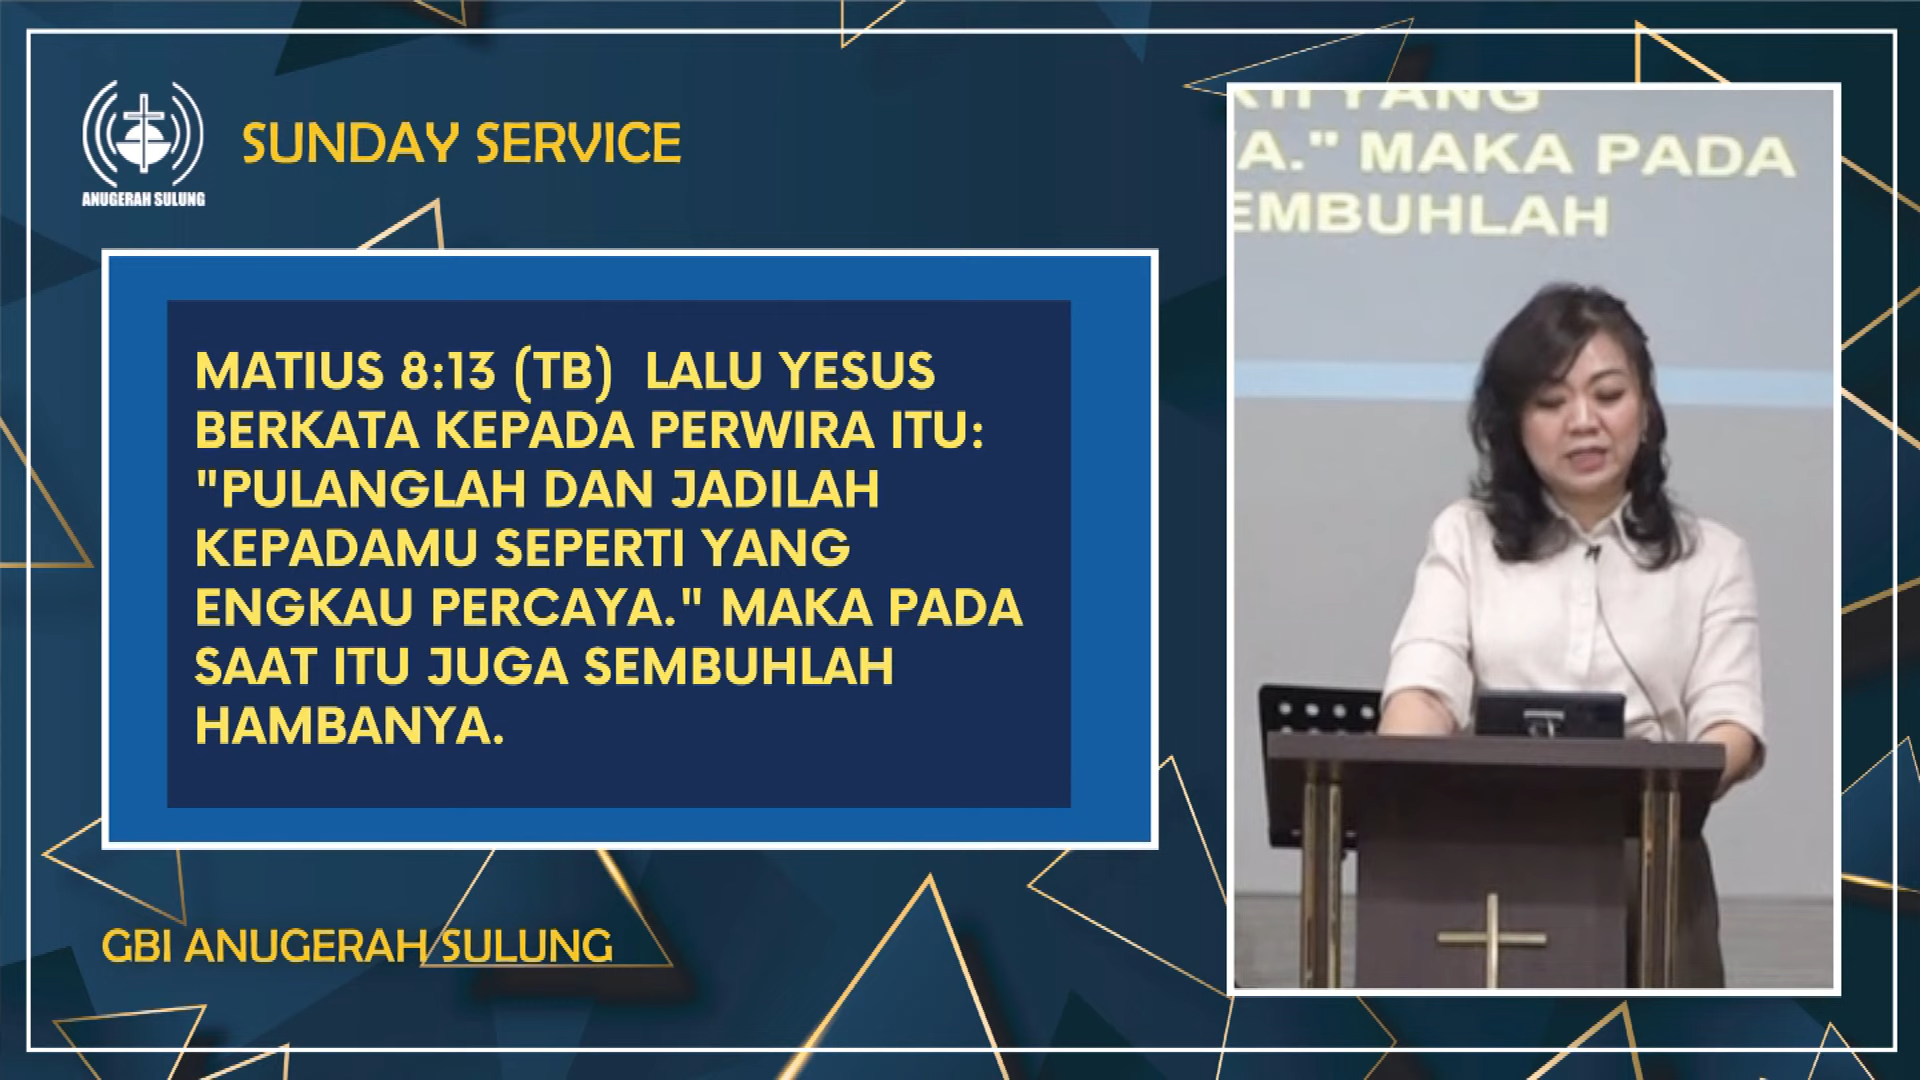 ANUGERAH SULUNG
SUNDAY SERVICE
MATIUS 8:13 (TB)  LALU YESUS
BERKATA KEPADA PERWIRA ITU:
"PULANGLAH DAN JADILAH
KEPADAMU SEPERTI YANG
ENGKAU PERCAYA." MAKA PADA
SAAT ITU JUGA SEMBUHLAH
HAMBANYA.
GBI ANUGERAH SULUNG
YANG
A." MAKA PADA
EMBUHLAH